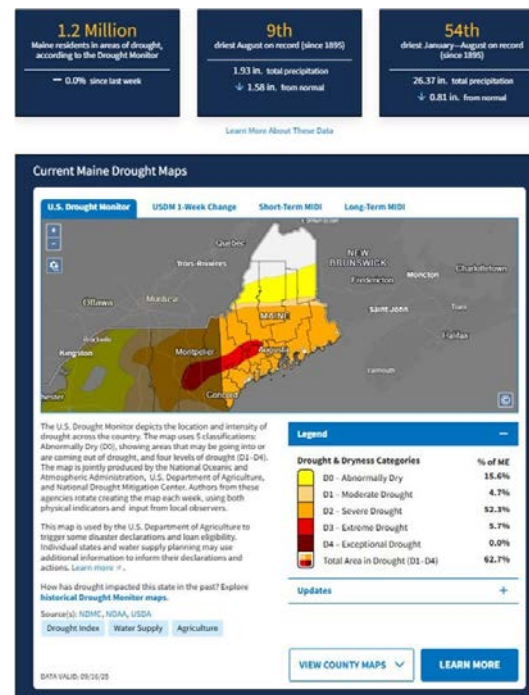 1.2 Million
Maine residents in areas of drought,
according to the Drought Monitor
— 0.0% since last week
9th
driest August on record (since 1895)
1.93 in. total precipitation
↓ 1.58 in. from normal
54th
driest January—August on record
(since 1895)
26.37 in. total precipitation
↓ 0.81 in. from normal
Learn More About These Data
Current Maine Drought Maps
U.S. Drought Monitor
USDM 1-Week Change
Short-Term MIDI
Long-Term MIDI
+
−
Quebec
Trois-Rivières
NEW
BRUNSWICK
Fredericton
Moncton
Charlottetown
Ottawa
Montreal
MAINE
Saint John
Truro
Rockville
Kingston
Montpelier
Augusta
Halifax
Yarmouth
Concord
hester
The U.S. Drought Monitor depicts the location and intensity of
drought across the country. The map uses 5 classifications:
Abnormally Dry (D0), showing areas that may be going into or
are coming out of drought, and four levels of drought (D1–D4).
The map is jointly produced by the National Oceanic and
Atmospheric Administration, U.S. Department of Agriculture,
and National Drought Mitigation Center. Authors from these
agencies rotate creating the map each week, using both
physical indicators and input from local observers.
This map is used by the U.S. Department of Agriculture to
trigger some disaster declarations and loan eligibility.
Individual states and water supply planning may use
additional information to inform their declarations and
actions. Learn more
How has drought impacted this state in the past? Explore
historical Drought Monitor maps.
Source(s): NDMC, NOAA, USDA
Drought Index
Water Supply
Agriculture
DATA VALID: 09/16/25
Legend
−
Drought & Dryness Categories
% of ME
D0 - Abnormally Dry
15.6%
D1 - Moderate Drought
4.7%
D2 - Severe Drought
52.3%
D3 - Extreme Drought
5.7%
D4 - Exceptional Drought
0.0%
Total Area in Drought (D1-D4)
62.7%
Updates
+
VIEW COUNTY MAPS
LEARN MORE